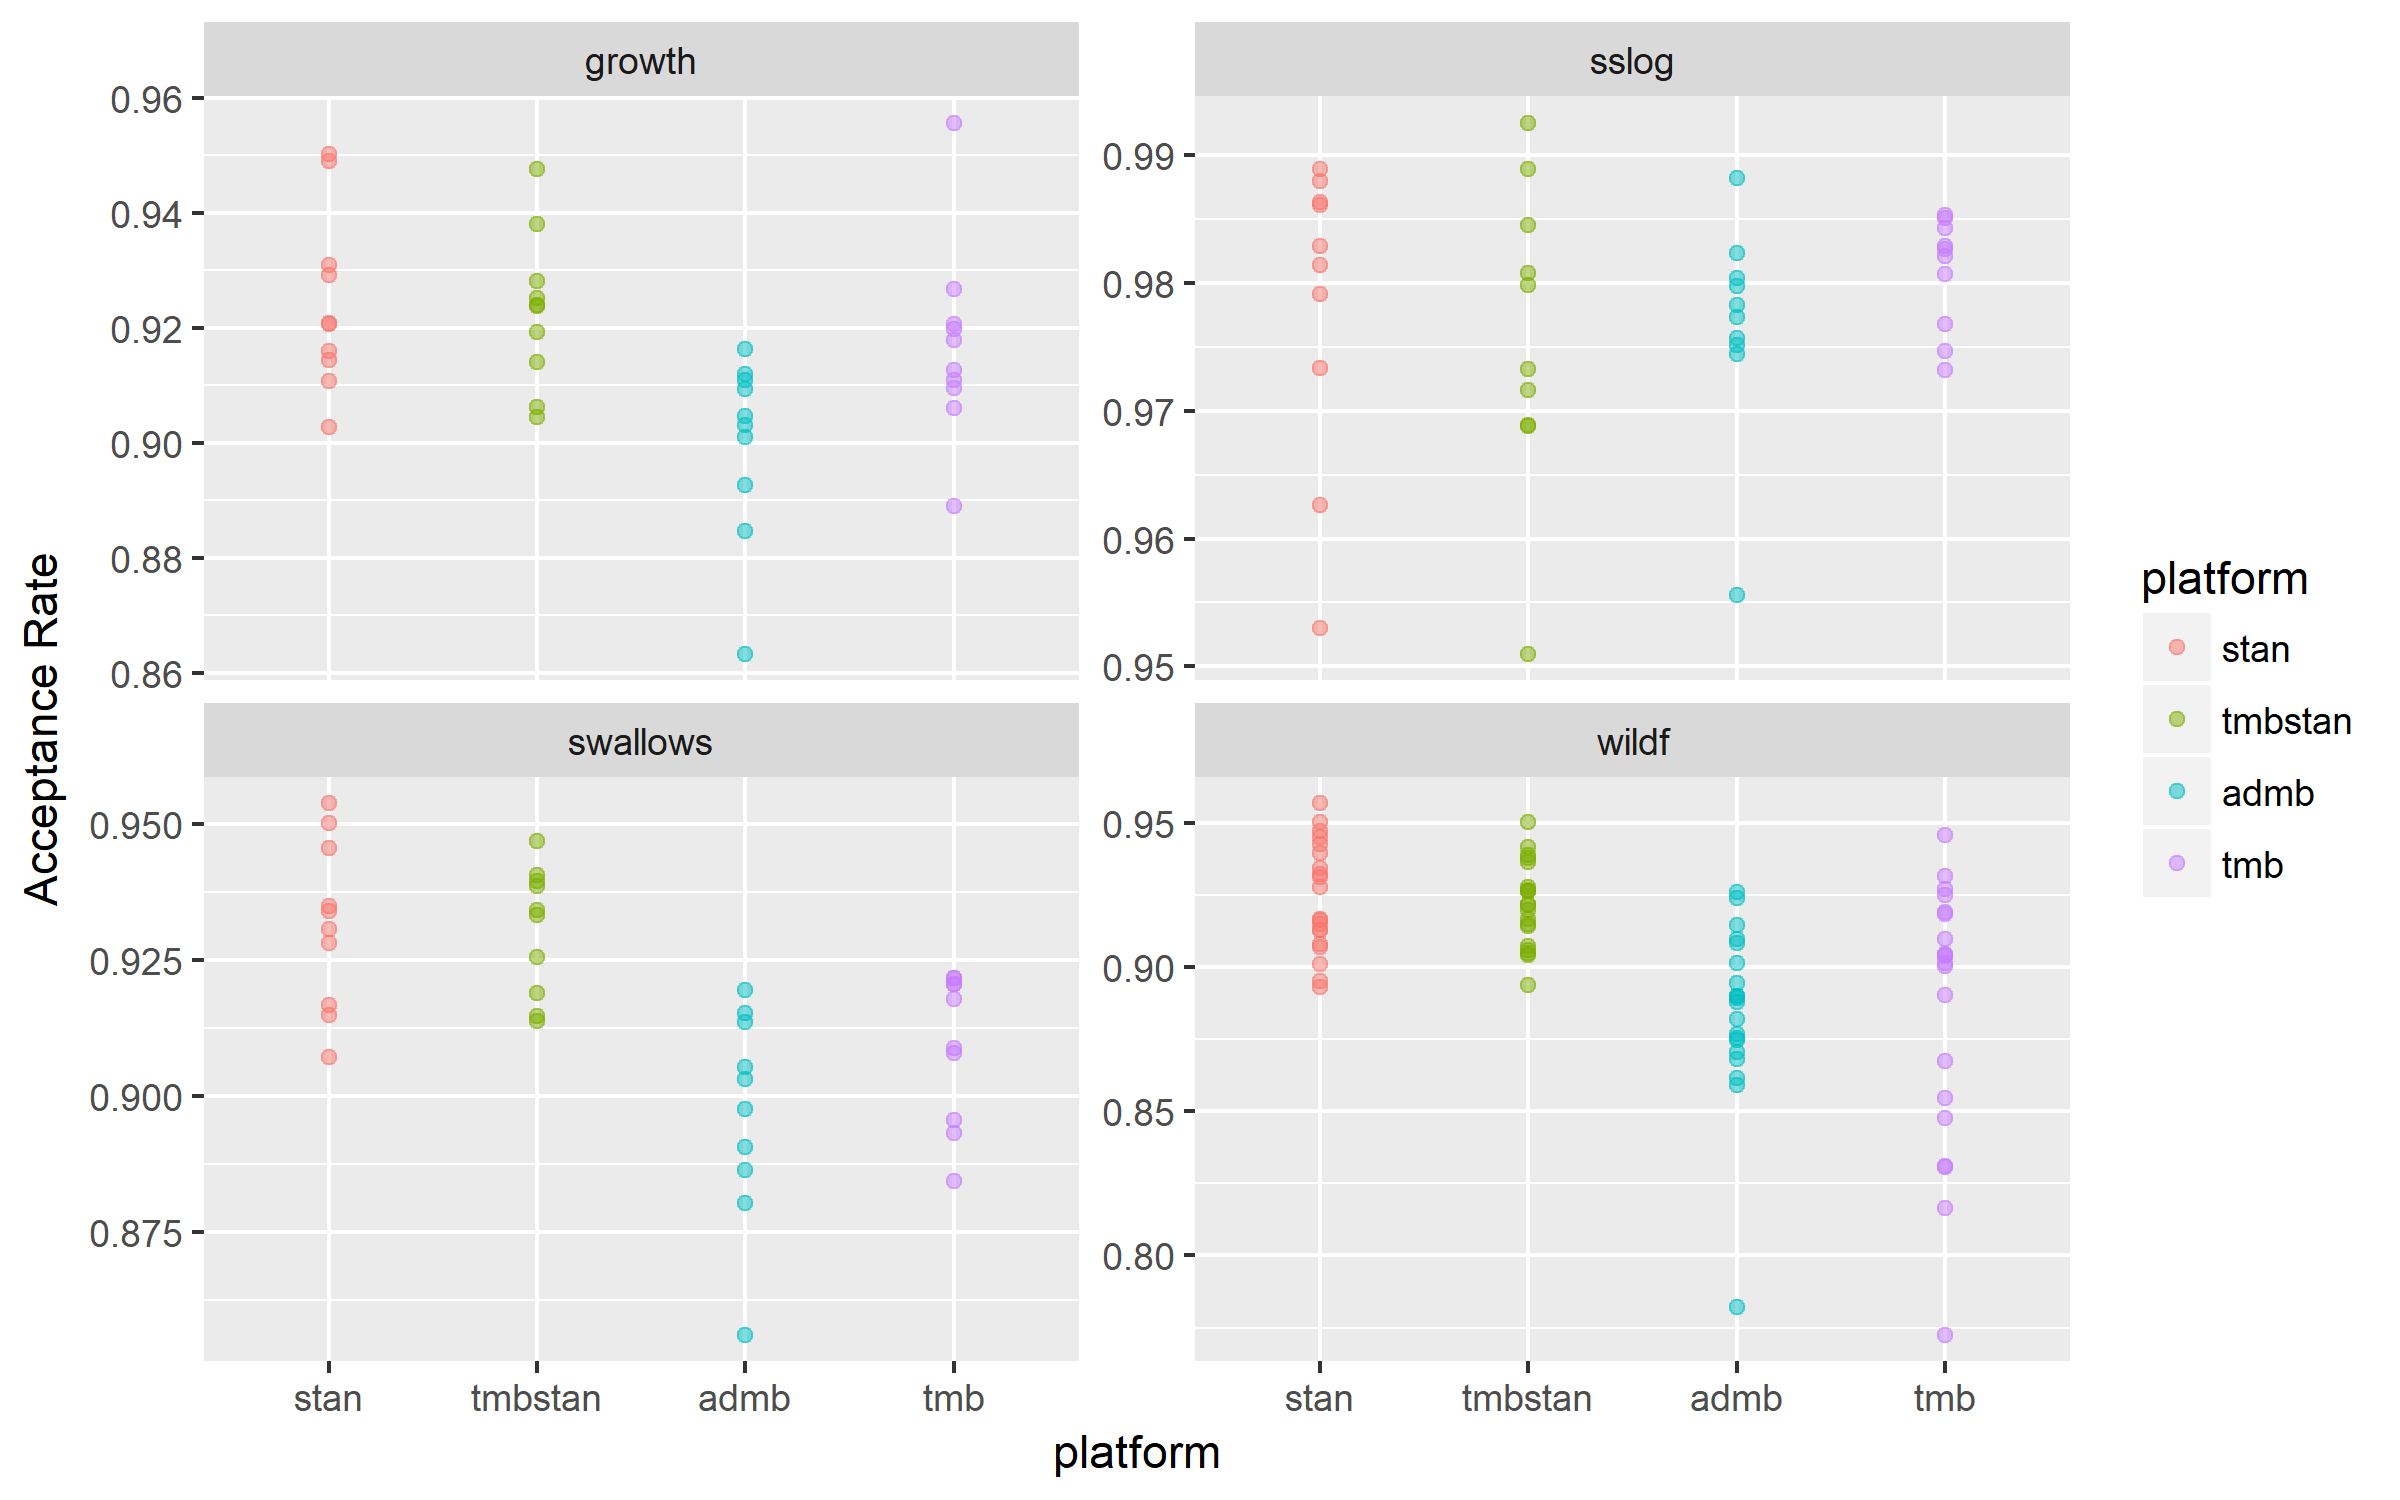 growth
sslog
0.96
0.94
0.92
0.90
0.88
0.86
0.99
0.98
0.97
0.96
0.95
swallows
wildf
0.950
0.925
0.900
0.875
0.95
0.90
0.85
0.80
stan tmbstan admb tmb
stan tmbstan admb tmb
platform
Acceptance Rate
platform
stan
tmbstan
admb
tmb